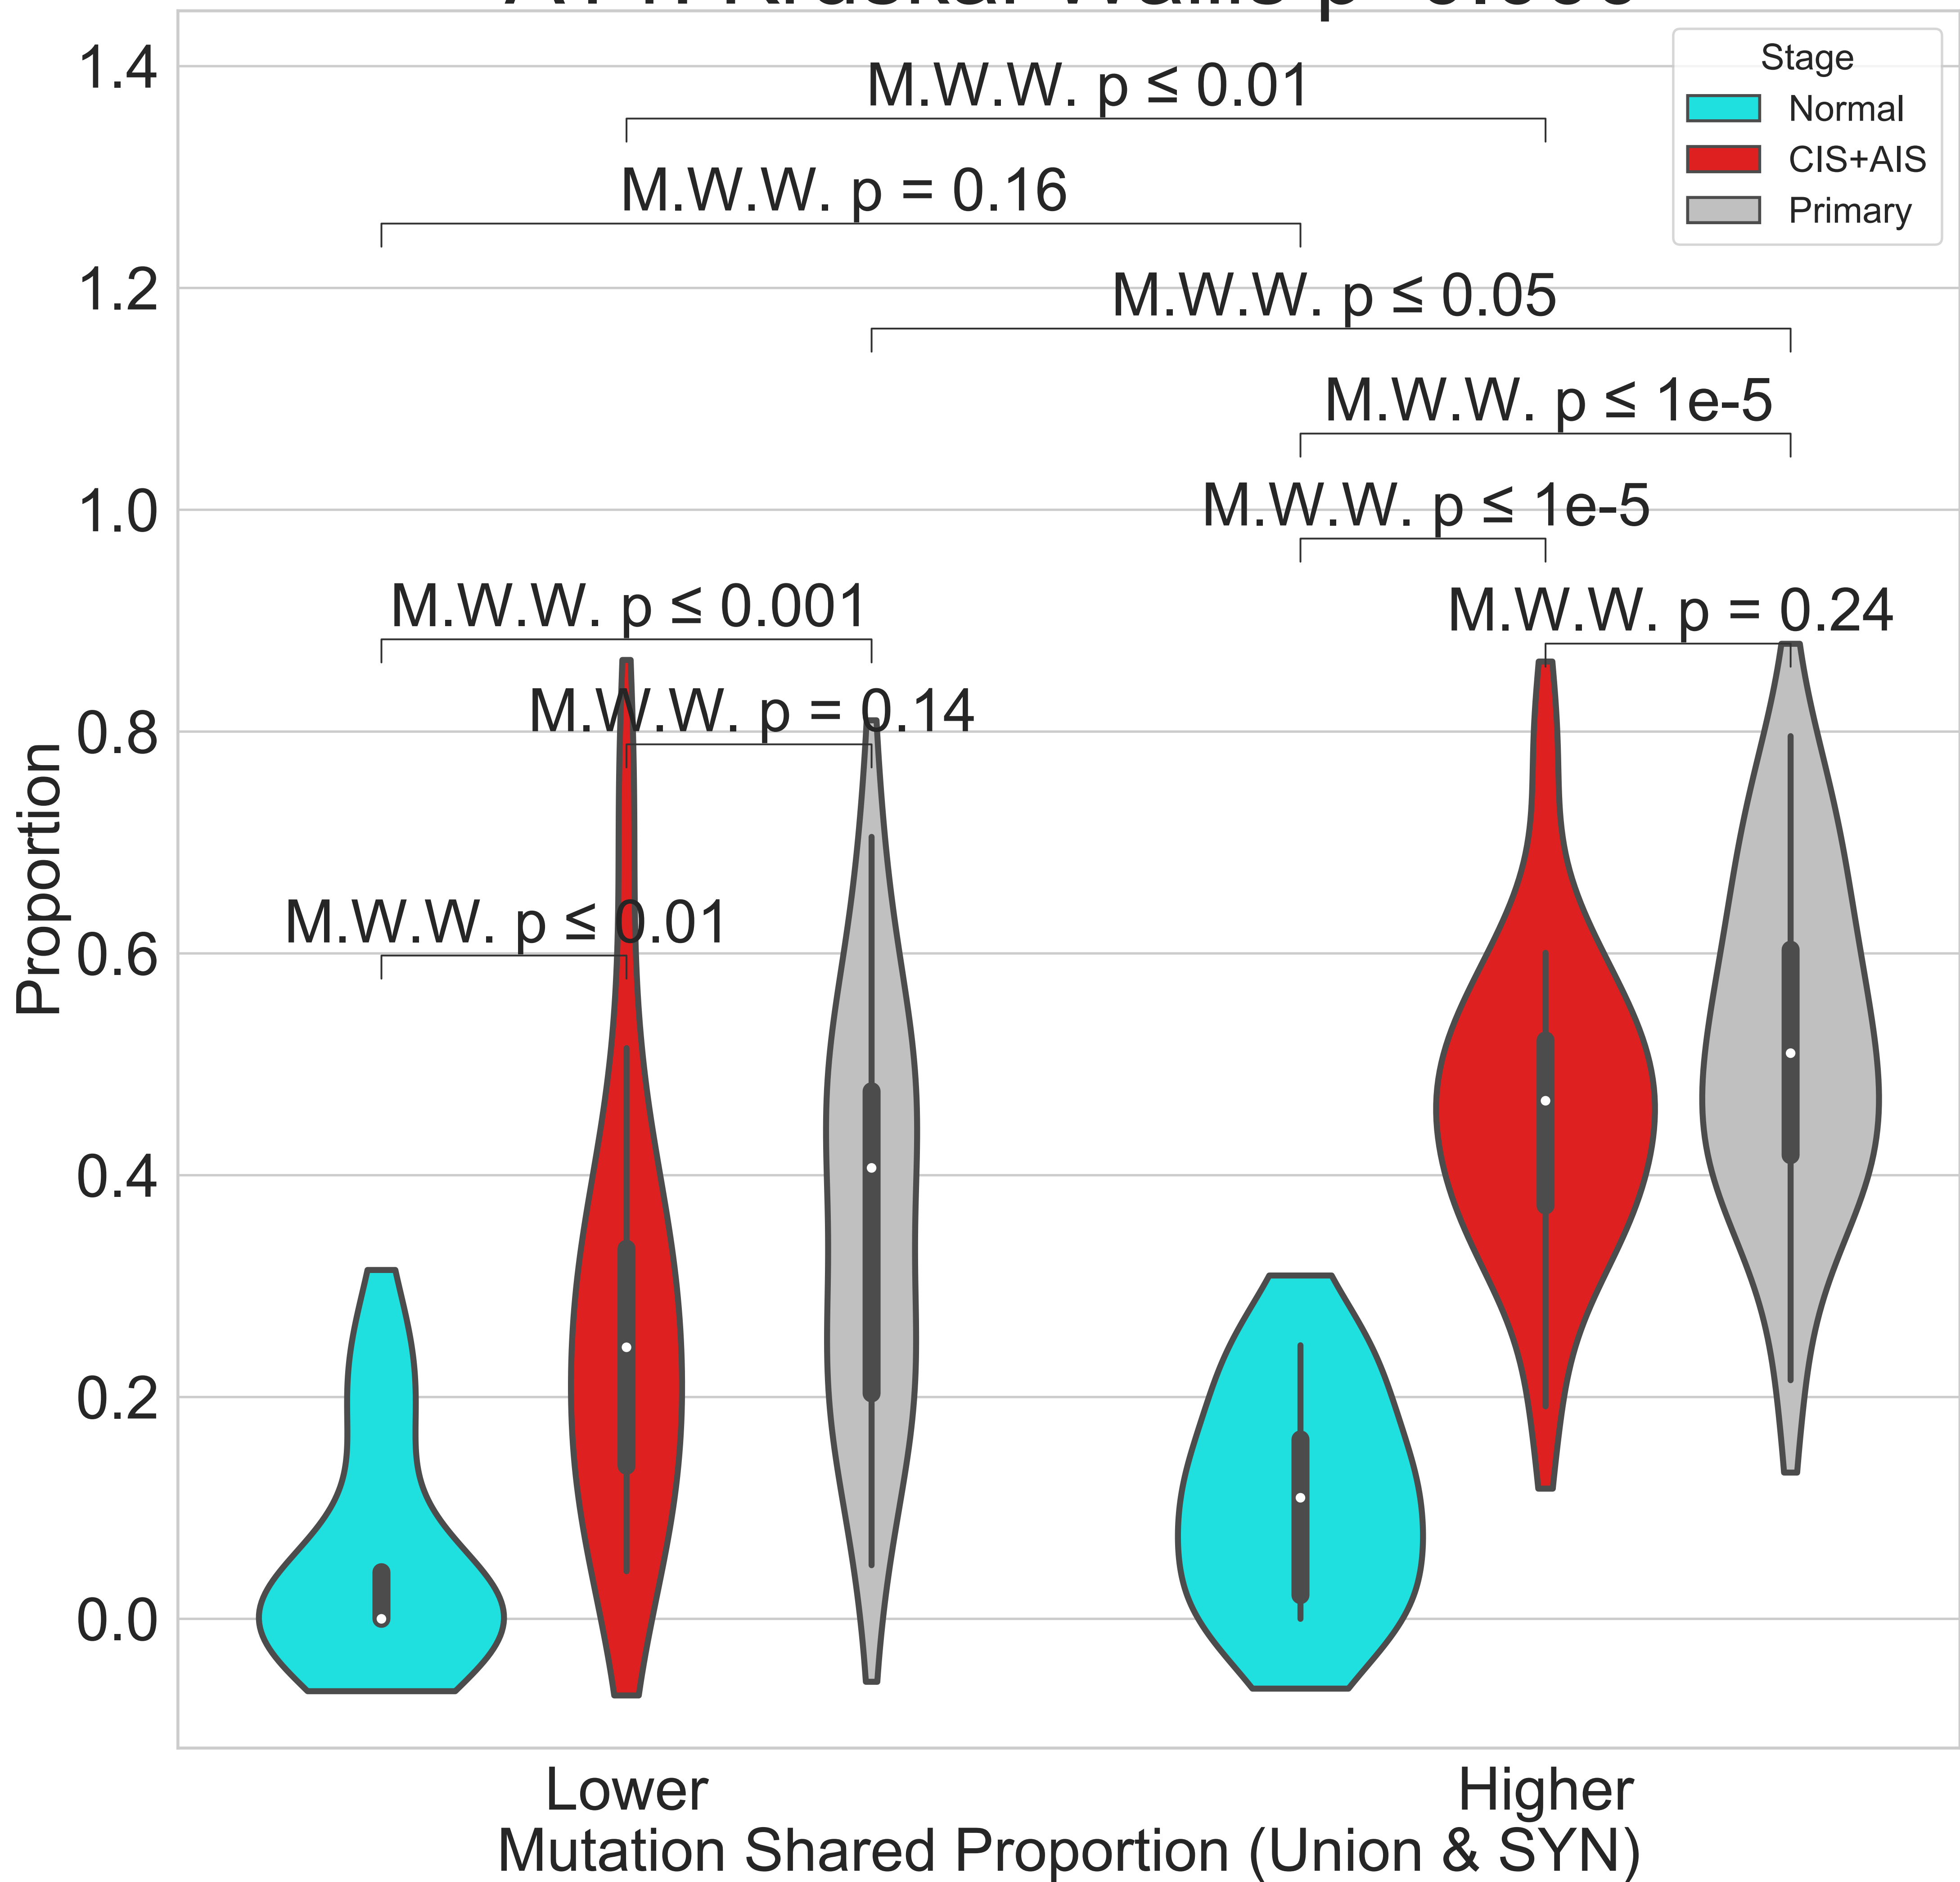 Stage
Normal
CIS+AIS
Primary
M.W.W. p ≤ 0.01
M.W.W. p = 0.16
M.W.W. p ≤ 0.05
M.W.W. p ≤ 1e-5
M.W.W. p ≤ 1e-5
M.W.W. p ≤ 0.001
M.W.W. p = 0.24
M.W.W. p = 0.14
M.W.W. p ≤ 0.01
1.4
1.2
1.0
0.8
0.6
0.4
0.2
0.0
Proportion
Lower
Higher
Mutation Shared Proportion (Union & SYN)